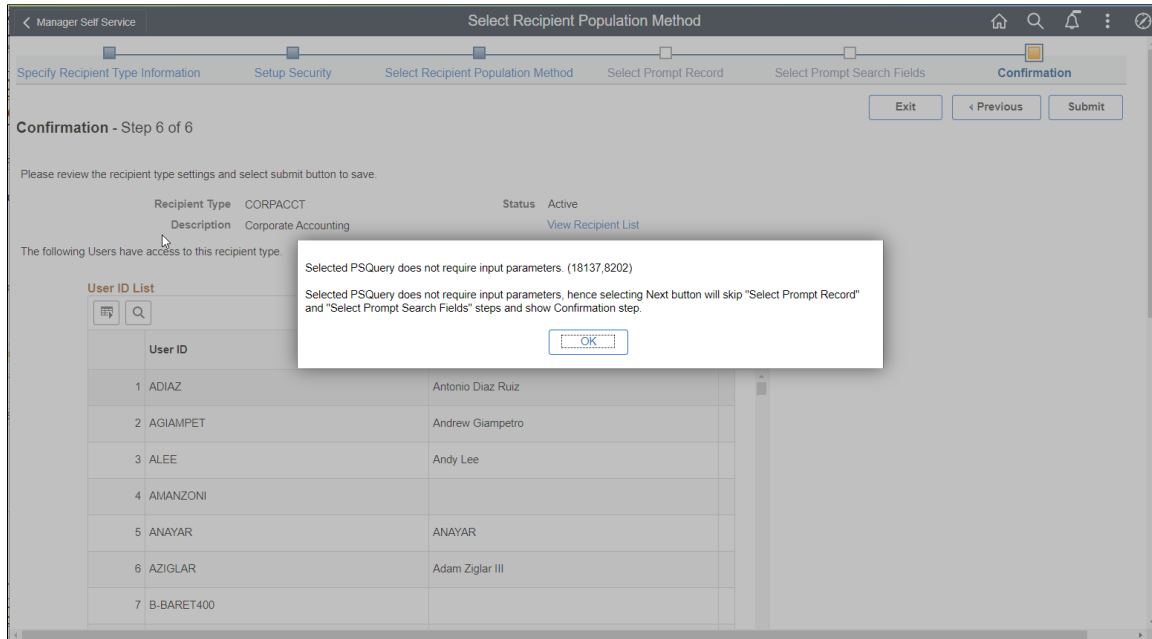 Manager Self Service
Select Recipient Population Method
Specify Recipient Type Information
Setup Security
Select Recipient Population Method
Select Prompt Record
Select Prompt Search Fields
Confirmation
Exit
Previous
Submit
Confirmation - Step 6 of 6
Please review the recipient type settings and select submit button to save.
Recipient Type CORPACCT Status Active
Description Corporate Accounting View Recipient List
The following Users have access to this recipient type.
Selected PSQuery does not require input parameters. (18137,8202)
Selected PSQuery does not require input parameters, hence selecting Next button will skip "Select Prompt Record"
and "Select Prompt Search Fields" steps and show Confirmation step.
OK
User ID List
User ID
1 ADIAZ Antonio Diaz Ruiz
2 AGIAMPET Andrew Giampetro
3 ALEE Andy Lee
4 AMANZONI
5 ANAYAR ANAYAR
6 AZIGLAR Adam Ziglar III
7 B-BARET400